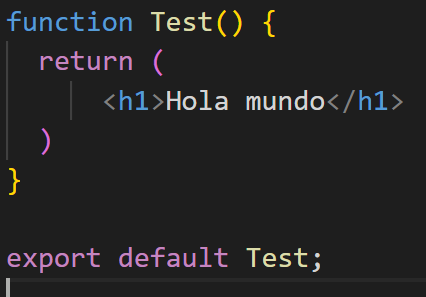 function Test() {
  return (
      <h1>Hola mundo</h1>
  )
}

export default Test;